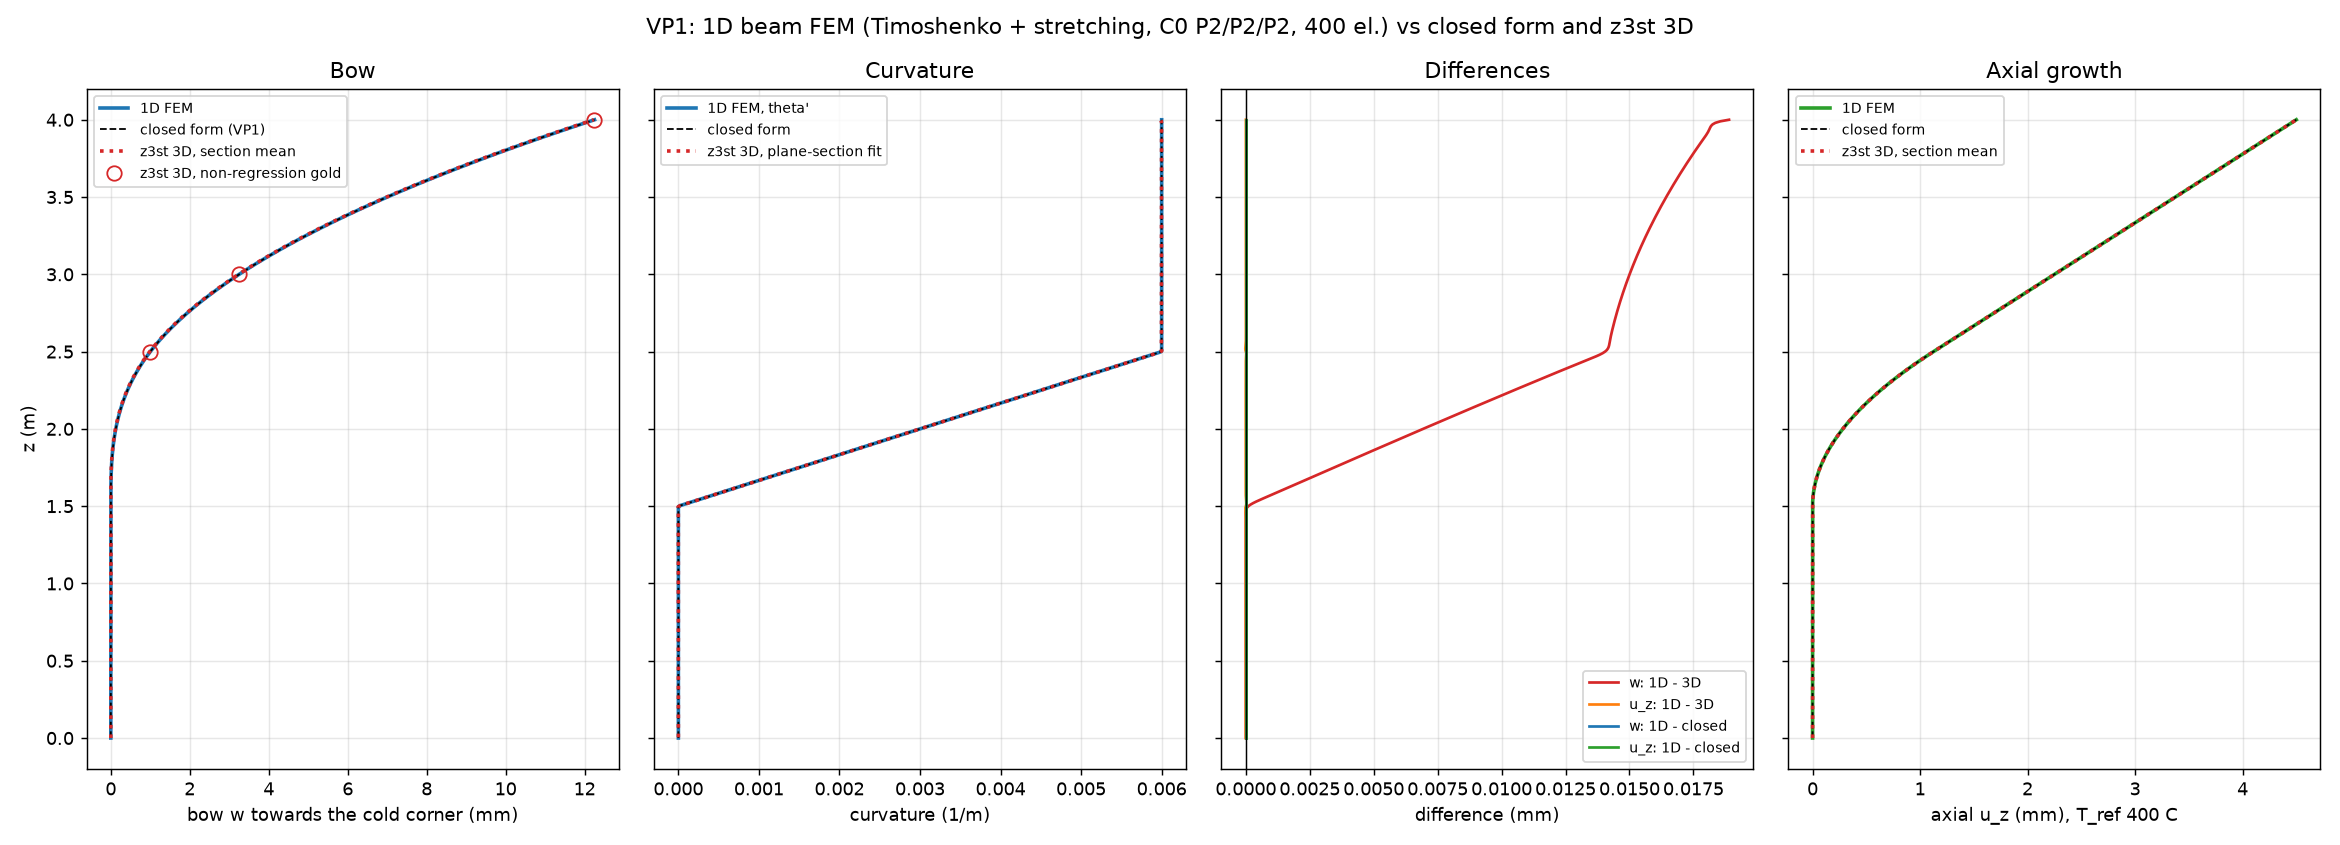 VP1: 1D beam FEM (Timoshenko + stretching, C0 P2/P2/P2, 400 el.) vs closed form and z3st 3D
Bow
1D FEM
closed form (VP1)
z3st 3D, section mean
z3st 3D, non-regression gold
z (m)
4.0
3.5
3.0
2.5
2.0
1.5
1.0
0.5
0.0
0 2 4 6 8 10 12
bow w towards the cold corner (mm)
Curvature
1D FEM, theta'
closed form
z3st 3D, plane-section fit
0.000 0.001 0.002 0.003 0.004 0.005 0.006
curvature (1/m)
Differences
w: 1D - 3D
u_z: 1D - 3D
w: 1D - closed
u_z: 1D - closed
0.0000 0.0025 0.0050 0.0075 0.0100 0.0125 0.0150 0.0175
difference (mm)
Axial growth
1D FEM
closed form
z3st 3D, section mean
0 1 2 3 4
axial u_z (mm), T_ref 400 C